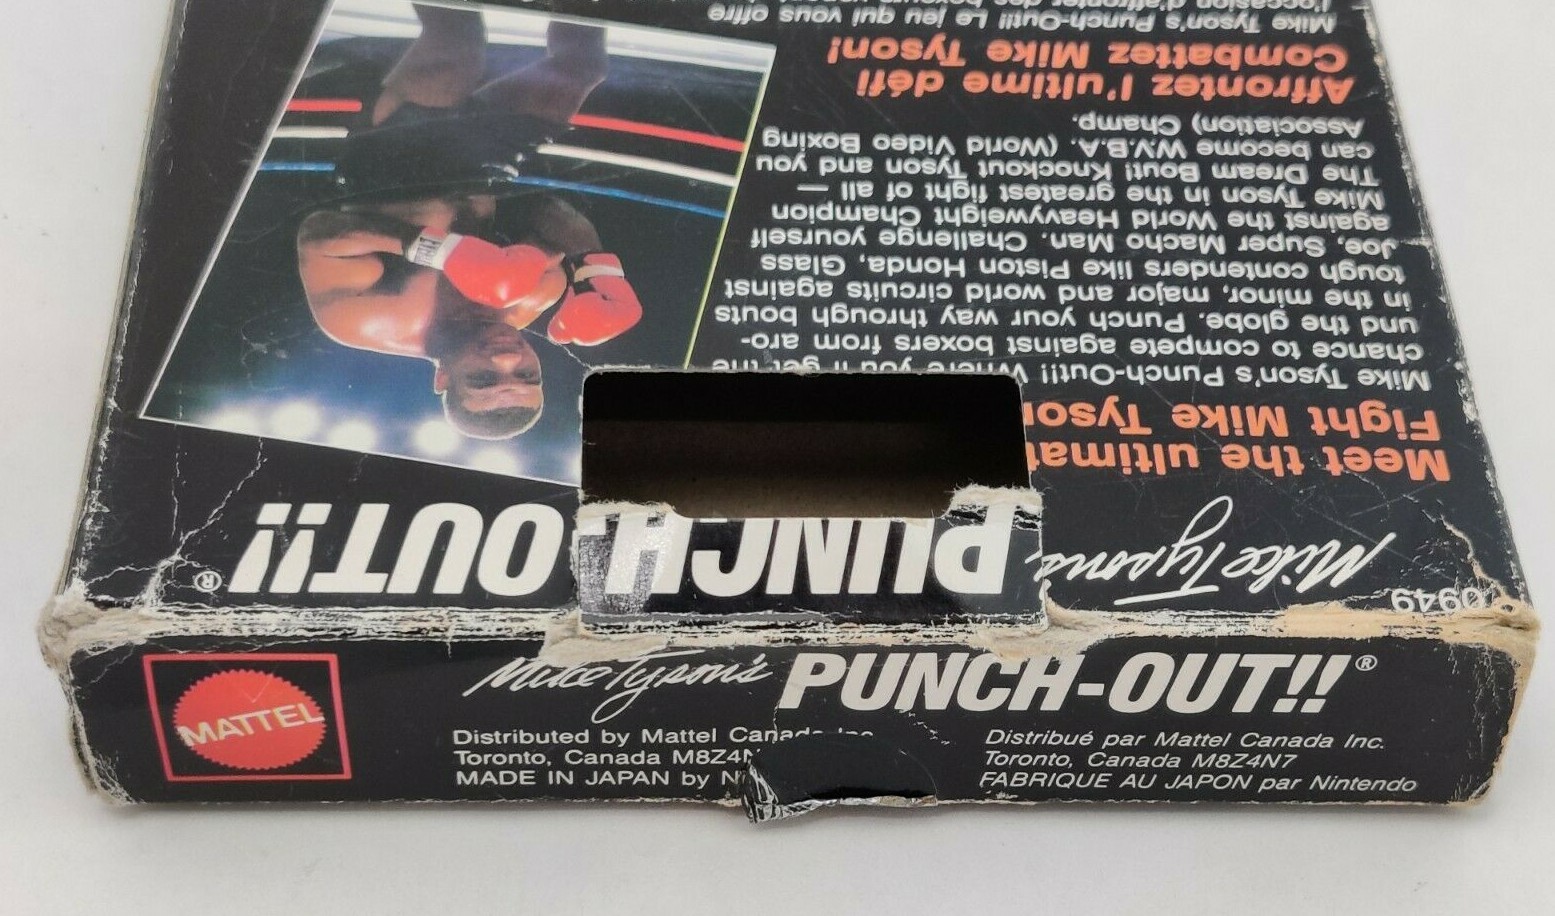 0949
Mike Tyson's PUNCH-OUT!!®
Meet the ultimat
Fight Mike Tyson
Mike Tyson's Punch-Out!! Where you'll get the
chance to compete against boxers from aro-
und the globe. Punch your way through bouts
in the minor, major and world circuits against
tough contenders like Piston Honda, Glass
Joe, Super Macho Man. Challenge yourself
against the World Heavyweight Champion
Mike Tyson in the greatest fight of all —
The Dream Bout!! Knockout Tyson and you
can become W.V.B.A. (World Video Boxing
Association) Champ.
Affrontez l'ultime défi
Combattez Mike Tyson!
Mike Tyson's Punch-Out!! Le jeu qui vous offre
l'occasion d'affronter des boxeurs
MATTEL
Mike Tyson's PUNCH-OUT!!®
Distributed by Mattel Canada Inc.
Toronto, Canada M8Z4N
MADE IN JAPAN by N
Distribué par Mattel Canada Inc.
Toronto, Canada M8Z4N7
FABRIQUE AU JAPON par Nintendo